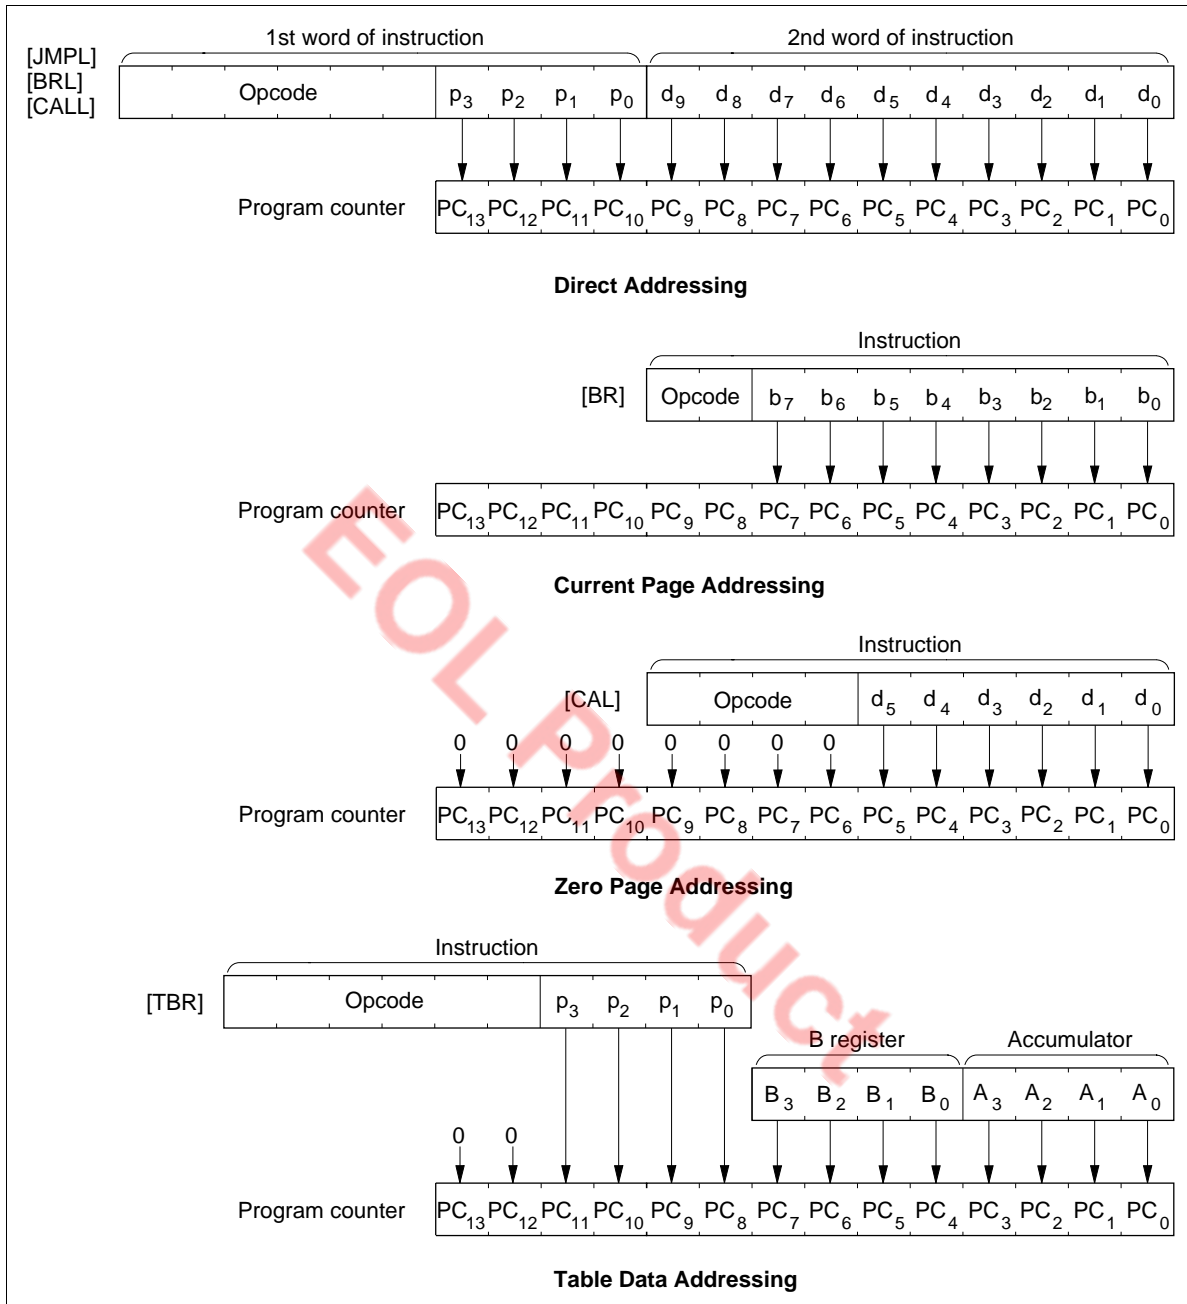 1st word of instruction 2nd word of instruction
[JMPL]
[BRL]
[CALL]
Opcode p3 p2 p1 p0 d9 d8 d7 d6 d5 d4 d3 d2 d1 d0
Program counter PC13 PC12 PC11 PC10 PC9 PC8 PC7 PC6 PC5 PC4 PC3 PC2 PC1 PC0
Direct Addressing
Instruction
[BR] Opcode b7 b6 b5 b4 b3 b2 b1 b0
Program counter PC13 PC12 PC11 PC10 PC9 PC8 PC7 PC6 PC5 PC4 PC3 PC2 PC1 PC0
Current Page Addressing
Instruction
[CAL] Opcode d5 d4 d3 d2 d1 d0
0 0 0 0 0 0 0 0
Program counter PC13 PC12 PC11 PC10 PC9 PC8 PC7 PC6 PC5 PC4 PC3 PC2 PC1 PC0
Zero Page Addressing
Instruction
[TBR] Opcode p3 p2 p1 p0
B register Accumulator
B3 B2 B1 B0 A3 A2 A1 A0
0 0
Program counter PC13 PC12 PC11 PC10 PC9 PC8 PC7 PC6 PC5 PC4 PC3 PC2 PC1 PC0
Table Data Addressing
EOL Product